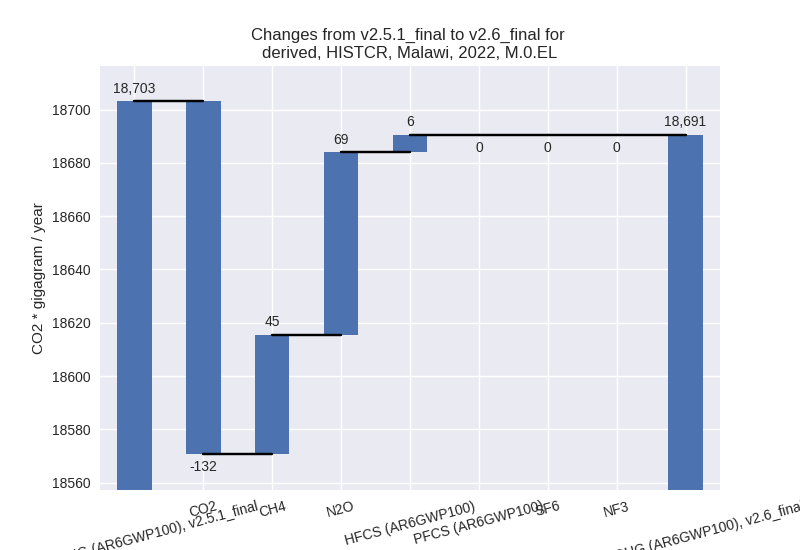 Changes from v2.5.1_final to v2.6_final for
derived, HISTCR, Malawi, 2022, M.0.EL
CO2 * gigagram / year
18700
18680
18660
18640
18620
18600
18580
18560
18,703
-132
45
69
6
0
0
0
18,691
(AR6GWP100), v2.5.1_final
CO2
CH4
N2O
HFCS (AR6GWP100)
PFCS (AR6GWP100)
SF6
NF3
(AR6GWP100), v2.6_final